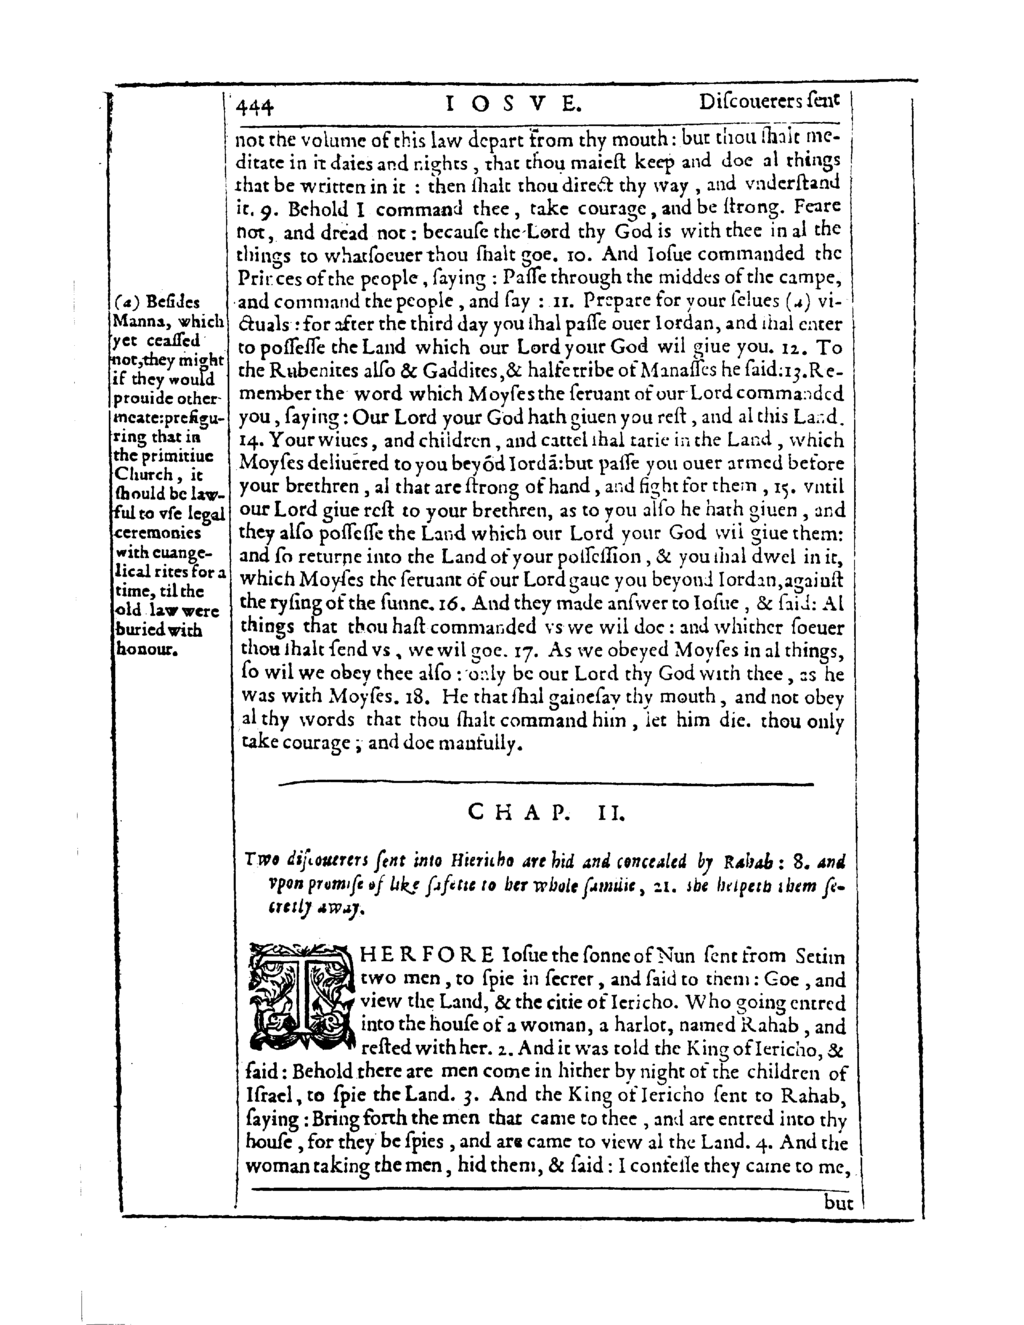 444 I O S V E. Diſcouerers ſent
not the volume of this law depart from thy mouth: but thou ſhalt me-
ditate in it daies and nights, that thou maieſt keep and doe al things
that be written in it : then ſhalt thou direct thy way, and vnderſtand
it. 9. Behold I command thee, take courage, and be ſtrong. Feare
not, and dread not: becauſe the Lord thy God is with thee in al the
things to whatſoeuer thou ſhalt goe. 10. And Ioſue commanded the
Princes of the people, ſaying : Paſſe through the middes of the campe,
and command the people, and ſay : 11. Prepare for your ſelues (a) vi-
ctuals: for after the third day you ſhal paſſe ouer Iordan, and ſhal enter
to poſſeſſe the Land which our Lord your God wil giue you. 12. To
the Rubenites alſo & Gaddites, & halfe tribe of Manaſſes he ſaid: 13. Re-
member the word which Moyſes the ſeruant of our Lord commanded
you, ſaying: Our Lord your God hath giuen you reſt, and al this Land.
14. Your wiues, and children, and cattel ſhal tarie in the Land, which
Moyſes deliuered to you beyõd Iordã: but paſſe you ouer armed before
your brethren, al that are ſtrong of hand, and fight for them, 15. vntil
our Lord giue reſt to your brethren, as to you alſo he hath giuen, and
they alſo poſſeſſe the Land which our Lord your God wil giue them:
and ſo returne into the Land of your poſſeſſion, & you ſhal dwel in it,
which Moyſes the ſeruant of our Lord gaue you beyond Iordan, againſt
the ryſing of the ſunne. 16. And they made anſwer to Ioſue, & ſaid: Al
things that thou haſt commanded vs we wil doe: and whither ſoeuer
thou ſhalt ſend vs, we wil goe. 17. As we obeyed Moyſes in al things,
ſo wil we obey thee alſo: only be our Lord thy God with thee, as he
was with Moyſes. 18. He that ſhal gaineſay thy mouth, and not obey
al thy words that thou ſhalt command him, let him die. thou only
take courage; and doe manfully.
(a) Beſides
Manna, which
yet ceaſſed
not, they might
if they would
prouide other
meate: prefigu-
ring that in
the primitiue
Church, it
ſhould be law-
ful to vſe legal
ceremonies
with euange-
lical rites for a
time, til the
old law were
buried with
honour.
C H A P. I I.
Two diſcouerers ſent into Hiericho are hid and concealed by Rahab: 8. and
vpon promiſe of like ſafetie to her whole familie, 21. ſhe helpeth them ſe-
cretly away.
THERFORE Ioſue the ſonne of Nun ſent from Setim
two men, to ſpie in ſecret, and ſaid to them: Goe, and
view the Land, & the citie of Iericho. Who going entred
into the houſe of a woman, a harlot, named Rahab, and
reſted with her. 2. And it was told the King of Iericho, &
ſaid: Behold there are men come in hither by night of the children of
Iſrael, to ſpie the Land. 3. And the King of Iericho ſent to Rahab,
ſaying: Bring forth the men that came to thee, and are entred into thy
houſe, for they be ſpies, and are came to view al the Land. 4. And the
woman taking the men, hid them, & ſaid: I confeſſe they came to me,
but